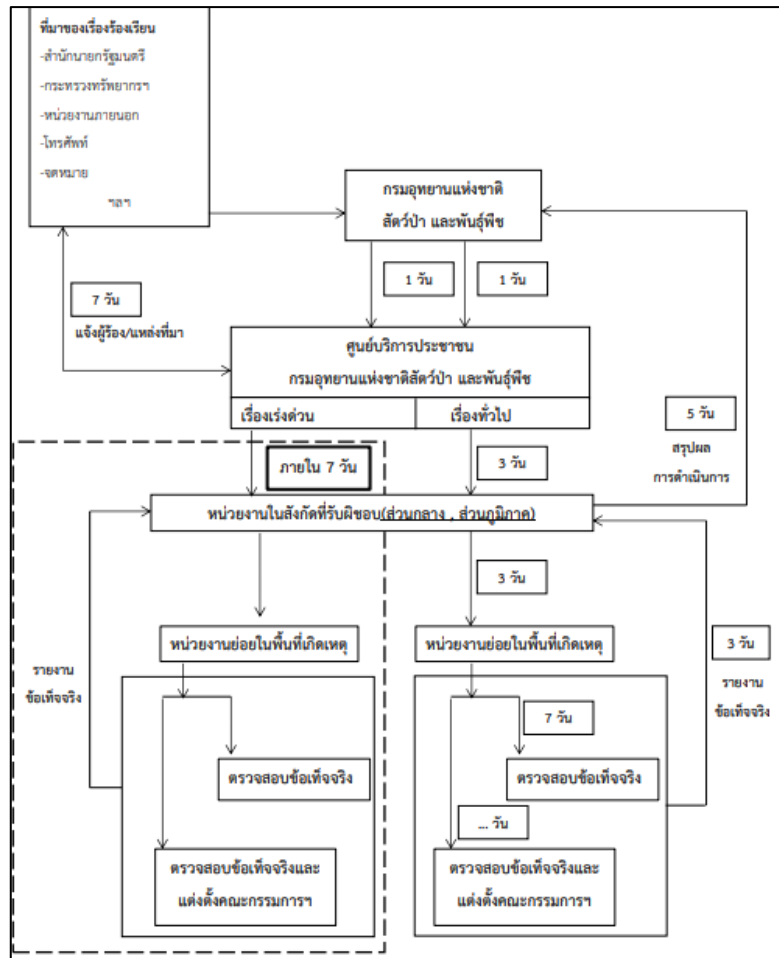 ที่มาของเรื่องร้องเรียน
-สำนักนายกรัฐมนตรี
-กระทรวงทรัพยากรฯ
-หน่วยงานภายนอก
-โทรศัพท์
-จดหมาย
ฯลฯ
กรมอุทยานแห่งชาติ
สัตว์ป่า และพันธุ์พืช
1 วัน
1 วัน
7 วัน
แจ้งผู้ร้อง/แหล่งที่มา
ศูนย์บริการประชาชน
กรมอุทยานแห่งชาติสัตว์ป่า และพันธุ์พืช
เรื่องเร่งด่วน
เรื่องทั่วไป
5 วัน
สรุปผล
การดำเนินการ
ภายใน 7 วัน
3 วัน
หน่วยงานในสังกัดที่รับผิชอบ(ส่วนกลาง , ส่วนภูมิภาค)
3 วัน
หน่วยงานย่อยในพื้นที่เกิดเหตุ
หน่วยงานย่อยในพื้นที่เกิดเหตุ
3 วัน
รายงาน
ข้อเท็จจริง
รายงาน
ข้อเท็จจริง
7 วัน
ตรวจสอบข้อเท็จจริง
ตรวจสอบข้อเท็จจริง
... วัน
ตรวจสอบข้อเท็จจริงและ
แต่งตั้งคณะกรรมการฯ
ตรวจสอบข้อเท็จจริงและ
แต่งตั้งคณะกรรมการฯ